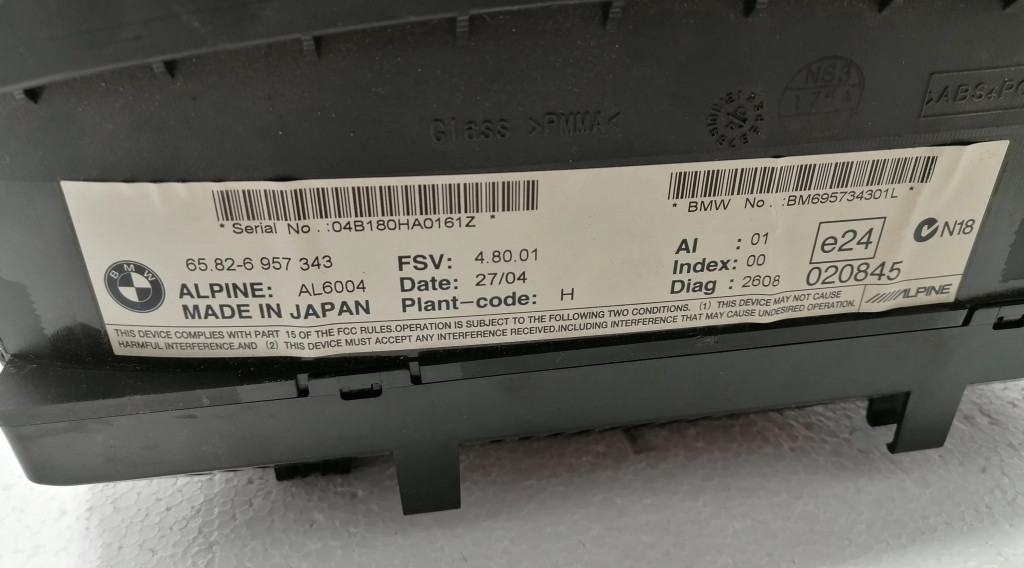 NS3
1754
>ABS+PC
Glass >PMMA<
* Serial No.:04B180HA0161Z *
* BMW No.:BM695734301L *
BMW
65.82-6 957 343
ALPINE: AL6004
MADE IN JAPAN
FSV: 4.80.01
Date: 27/04
Plant-code: H
AI : 01
Index: 00
Diag : 2608
e24
020845
N18
ALPINE
THIS DEVICE COMPLIES WITH PART 15 OF THE FCC RULES.OPERATION IS SUBJECT TO THE FOLLOWING TWO CONDITIONS. (1) THIS DEVICE MAY NOT CAUSE
HARMFUL INTERFERENCE.AND (2) THIS DEVICE MUST ACCEPT ANY INTERFERENCE RECEIVED.INCLUDING INTERFERENCE THAT MAY CAUSE UNDESIRED OPERATION.